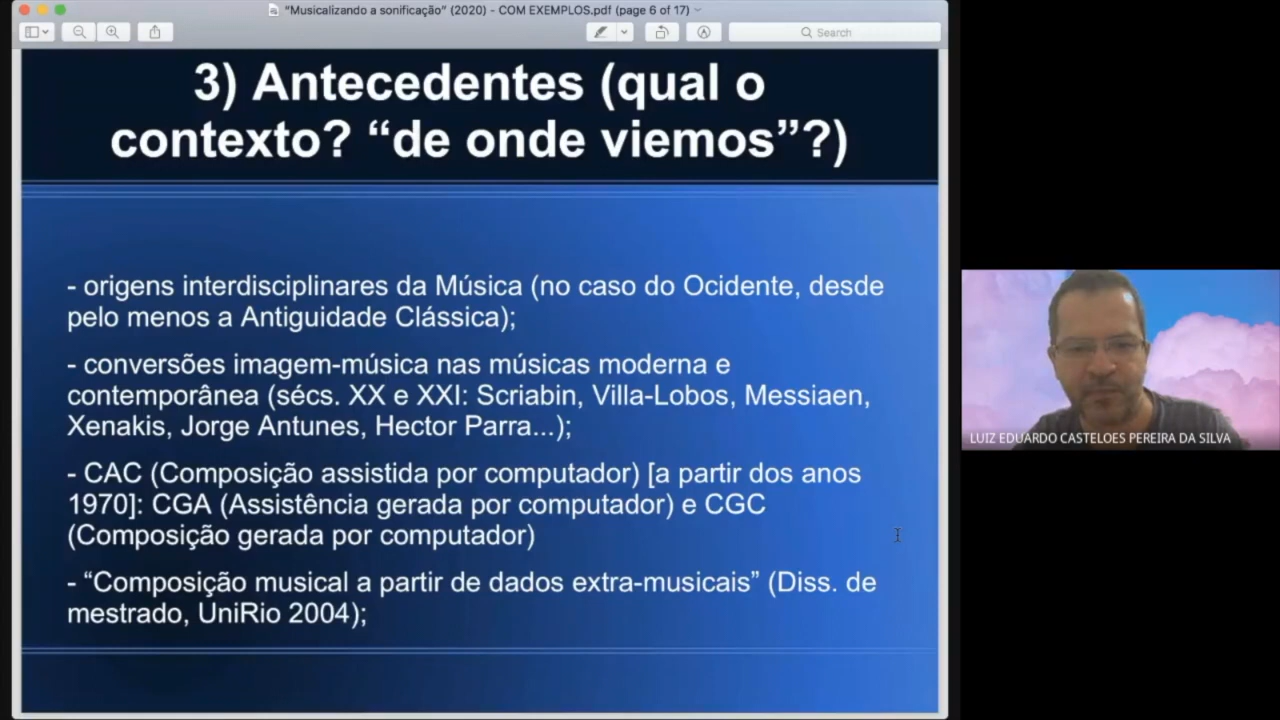 “Musicalizando a sonificação” (2020) - COM EXEMPLOS.pdf (page 6 of 17)
Search
3) Antecedentes (qual o
contexto? “de onde viemos”?)
- origens interdisciplinares da Música (no caso do Ocidente, desde
pelo menos a Antiguidade Clássica);
- conversões imagem-música nas músicas moderna e
contemporânea (sécs. XX e XXI: Scriabin, Villa-Lobos, Messiaen,
Xenakis, Jorge Antunes, Hector Parra...);
- CAC (Composição assistida por computador) [a partir dos anos
1970]: CGA (Assistência gerada por computador) e CGC
(Composição gerada por computador)
- “Composição musical a partir de dados extra-musicais” (Diss. de
mestrado, UniRio 2004);
LUIZ EDUARDO CASTELOES PEREIRA DA SILVA